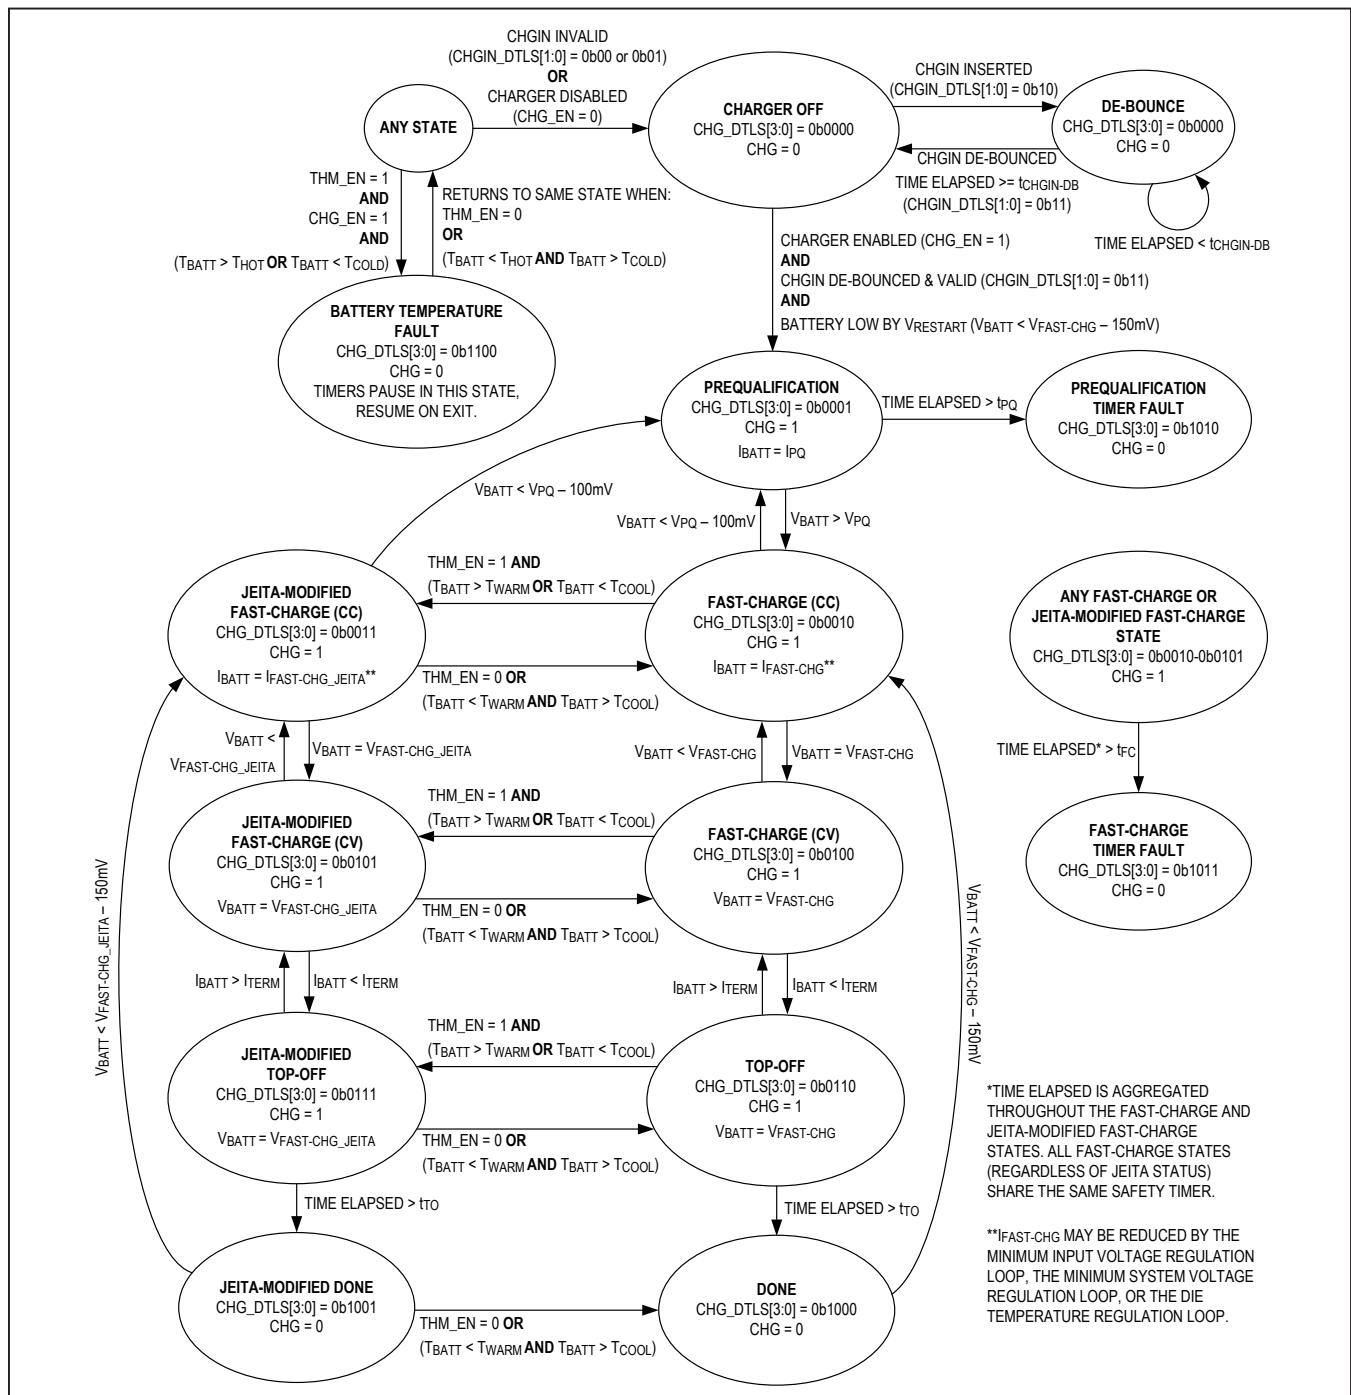 CHGIN INVALID
(CHGIN_DTLS[1:0] = 0b00 or 0b01)
OR
CHARGER DISABLED
(CHG_EN = 0)
ANY STATE
CHARGER OFF
CHG_DTLS[3:0] = 0b0000
CHG = 0
CHGIN INSERTED
(CHGIN_DTLS[1:0] = 0b10)
DE-BOUNCE
CHG_DTLS[3:0] = 0b0000
CHG = 0
CHGIN DE-BOUNCED
TIME ELAPSED >= tCHGIN-DB
(CHGIN_DTLS[1:0] = 0b11)
TIME ELAPSED < tCHGIN-DB
THM_EN = 1
AND
CHG_EN = 1
AND
(TBATT > THOT OR TBATT < TCOLD)
RETURNS TO SAME STATE WHEN:
THM_EN = 0
OR
(TBATT < THOT AND TBATT > TCOLD)
CHARGER ENABLED (CHG_EN = 1)
AND
CHGIN DE-BOUNCED & VALID (CHGIN_DTLS[1:0] = 0b11)
AND
BATTERY LOW BY VRESTART (VBATT < VFAST-CHG – 150mV)
BATTERY TEMPERATURE
FAULT
CHG_DTLS[3:0] = 0b1100
CHG = 0
TIMERS PAUSE IN THIS STATE,
RESUME ON EXIT.
PREQUALIFICATION
CHG_DTLS[3:0] = 0b0001
CHG = 1
IBATT = IPQ
TIME ELAPSED > tPQ
PREQUALIFICATION
TIMER FAULT
CHG_DTLS[3:0] = 0b1010
CHG = 0
VBATT < VPQ – 100mV
VBATT < VPQ – 100mV
VBATT > VPQ
JEITA-MODIFIED
FAST-CHARGE (CC)
CHG_DTLS[3:0] = 0b0011
CHG = 1
IBATT = IFAST-CHG_JEITA**
THM_EN = 1 AND
(TBATT > TWARM OR TBATT < TCOOL)
THM_EN = 0 OR
(TBATT < TWARM AND TBATT > TCOOL)
FAST-CHARGE (CC)
CHG_DTLS[3:0] = 0b0010
CHG = 1
IBATT = IFAST-CHG**
ANY FAST-CHARGE OR
JEITA-MODIFIED FAST-CHARGE
STATE
CHG_DTLS[3:0] = 0b0010-0b0101
CHG = 1
VBATT <
VFAST-CHG_JEITA
VBATT = VFAST-CHG_JEITA
VBATT < VFAST-CHG
VBATT = VFAST-CHG
TIME ELAPSED* > tFC
JEITA-MODIFIED
FAST-CHARGE (CV)
CHG_DTLS[3:0] = 0b0101
CHG = 1
VBATT = VFAST-CHG_JEITA
THM_EN = 1 AND
(TBATT > TWARM OR TBATT < TCOOL)
THM_EN = 0 OR
(TBATT < TWARM AND TBATT > TCOOL)
FAST-CHARGE (CV)
CHG_DTLS[3:0] = 0b0100
CHG = 1
VBATT = VFAST-CHG
FAST-CHARGE
TIMER FAULT
CHG_DTLS[3:0] = 0b1011
CHG = 0
VBATT < VFAST-CHG_JEITA – 150mV
VBATT < VFAST-CHG – 150mV
IBATT > ITERM
IBATT < ITERM
IBATT > ITERM
IBATT < ITERM
JEITA-MODIFIED
TOP-OFF
CHG_DTLS[3:0] = 0b0111
CHG = 1
VBATT = VFAST-CHG_JEITA
THM_EN = 1 AND
(TBATT > TWARM OR TBATT < TCOOL)
THM_EN = 0 OR
(TBATT < TWARM AND TBATT > TCOOL)
TOP-OFF
CHG_DTLS[3:0] = 0b0110
CHG = 1
VBATT = VFAST-CHG
TIME ELAPSED > tTO
TIME ELAPSED > tTO
JEITA-MODIFIED DONE
CHG_DTLS[3:0] = 0b1001
CHG = 0
THM_EN = 0 OR
(TBATT < TWARM AND TBATT > TCOOL)
DONE
CHG_DTLS[3:0] = 0b1000
CHG = 0
*TIME ELAPSED IS AGGREGATED
THROUGHOUT THE FAST-CHARGE AND
JEITA-MODIFIED FAST-CHARGE
STATES. ALL FAST-CHARGE STATES
(REGARDLESS OF JEITA STATUS)
SHARE THE SAME SAFETY TIMER.
**IFAST-CHG MAY BE REDUCED BY THE
MINIMUM INPUT VOLTAGE REGULATION
LOOP, THE MINIMUM SYSTEM VOLTAGE
REGULATION LOOP, OR THE DIE
TEMPERATURE REGULATION LOOP.